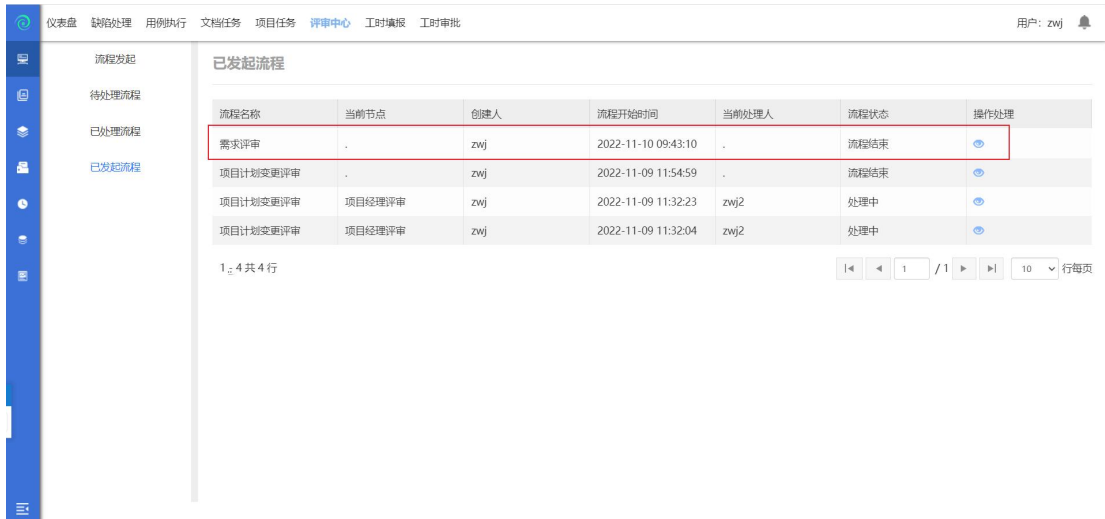 仪表盘 缺陷处理 用例执行 文档任务 项目任务 评审中心 工时填报 工时审批 用户: zwj
流程发起
待处理流程
已处理流程
已发起流程
已发起流程
流程名称 当前节点 创建人 流程开始时间 当前处理人 流程状态 操作处理
需求评审 . zwj 2022-11-10 09:43:10 . 流程结束
项目计划变更评审 . zwj 2022-11-09 11:54:59 . 流程结束
项目计划变更评审 项目经理评审 zwj 2022-11-09 11:32:23 zwj2 处理中
项目计划变更评审 项目经理评审 zwj 2022-11-09 11:32:04 zwj2 处理中
1 - 4 共 4 行 1 / 1 10 行每页